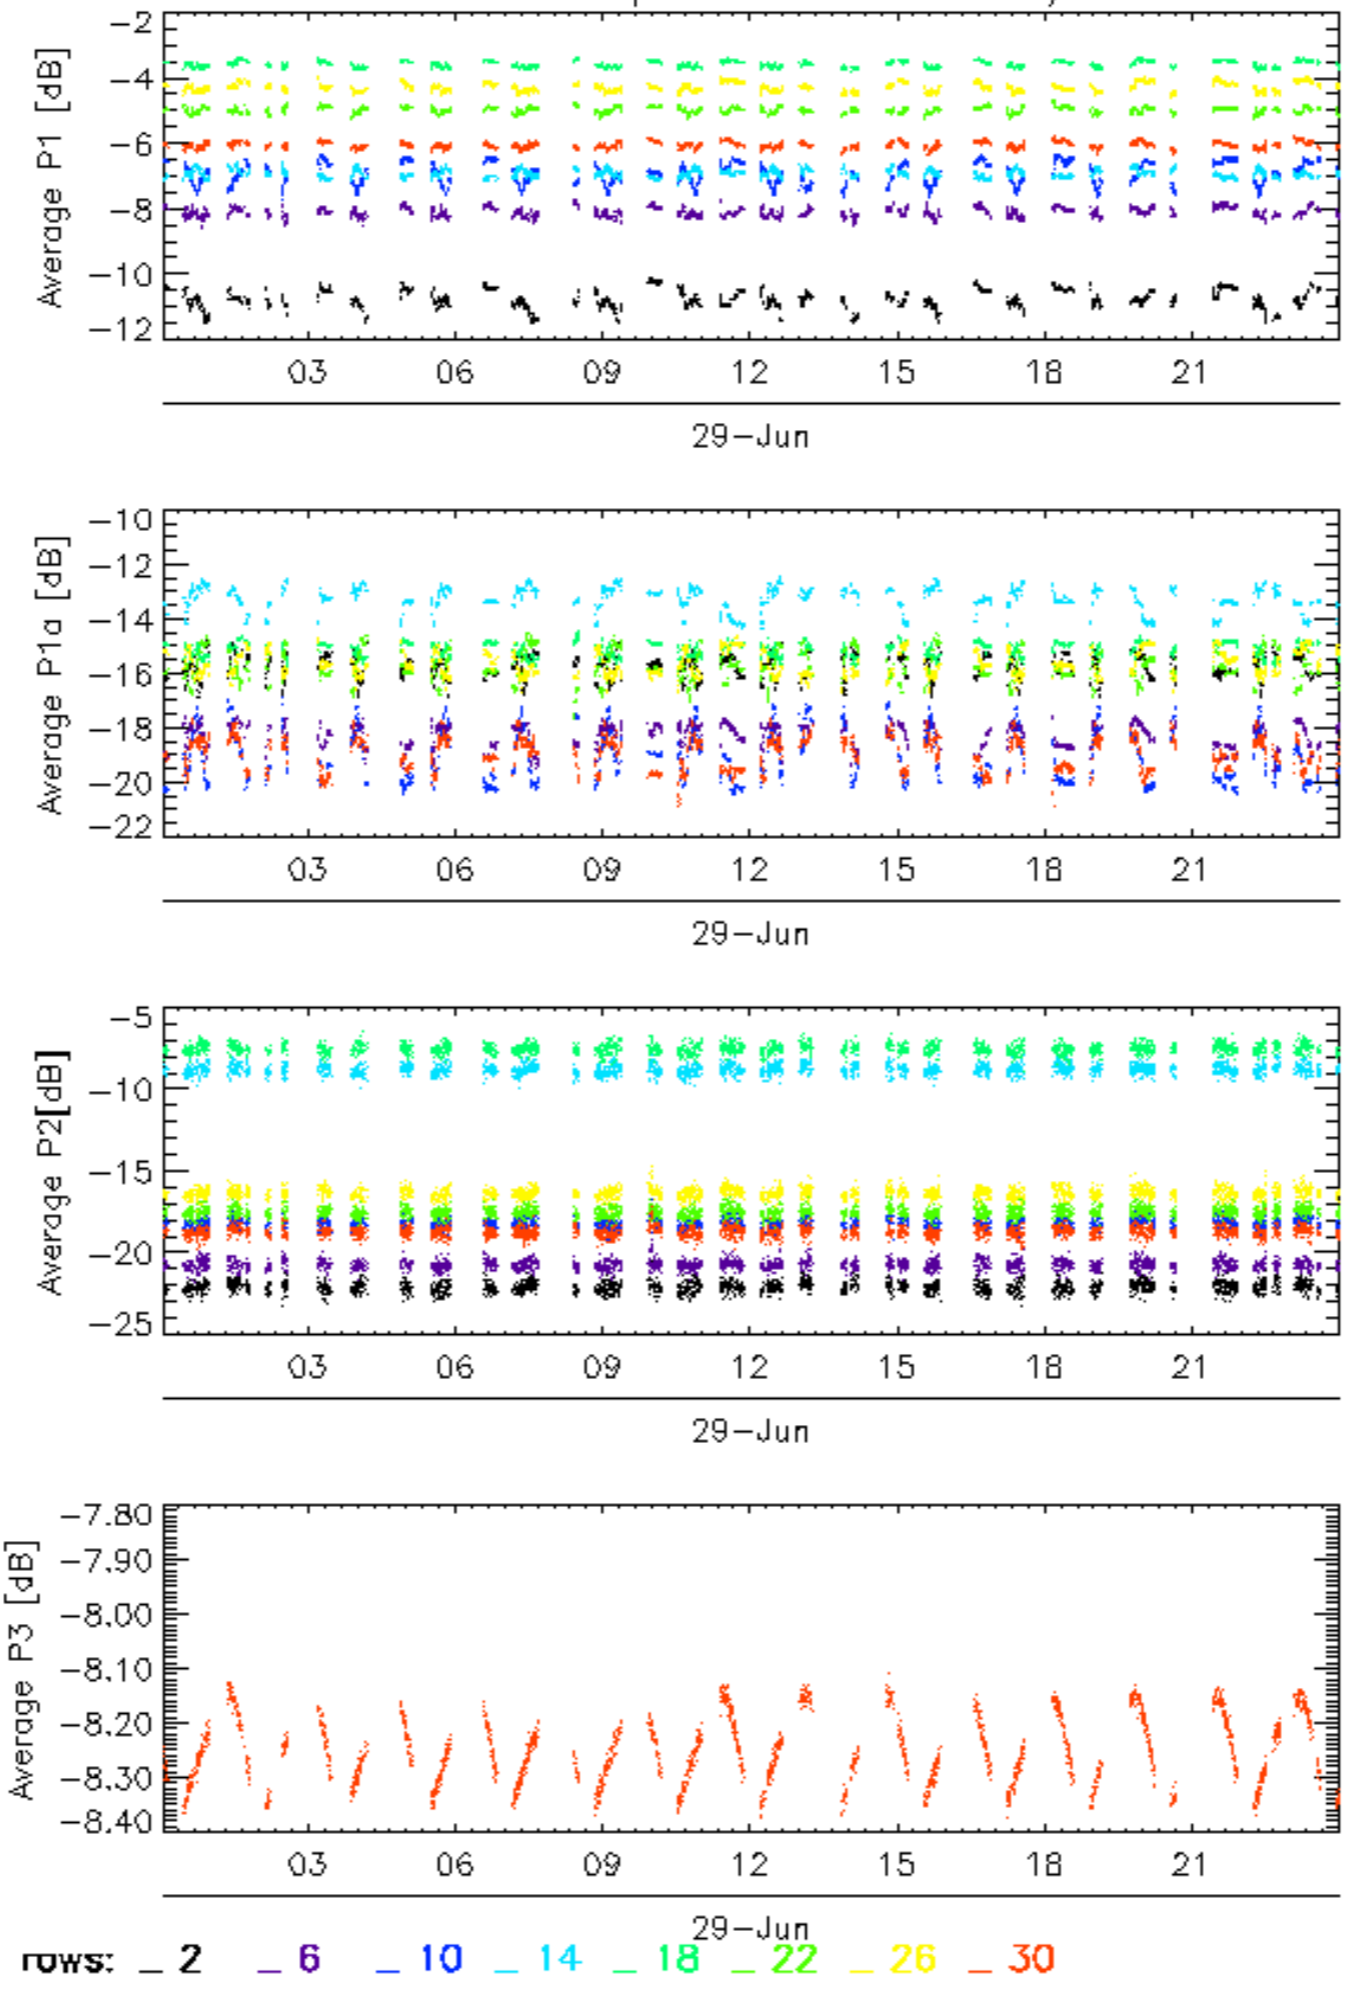 Average P1 [dB]
−2
−4
−6
−8
−10
−12
03 06 09 12 15 18 21
29−Jun
Average P1a [dB]
−10
−12
−14
−16
−18
−20
−22
03 06 09 12 15 18 21
29−Jun
Average P2[dB]
−5
−10
−15
−20
−25
03 06 09 12 15 18 21
29−Jun
Average P3 [dB]
−7.80
−7.90
−8.00
−8.10
−8.20
−8.30
−8.40
03 06 09 12 15 18 21
29−Jun
rows: _ 2 _ 6 _ 10 _ 14 _ 18 _ 22 _ 26 _ 30